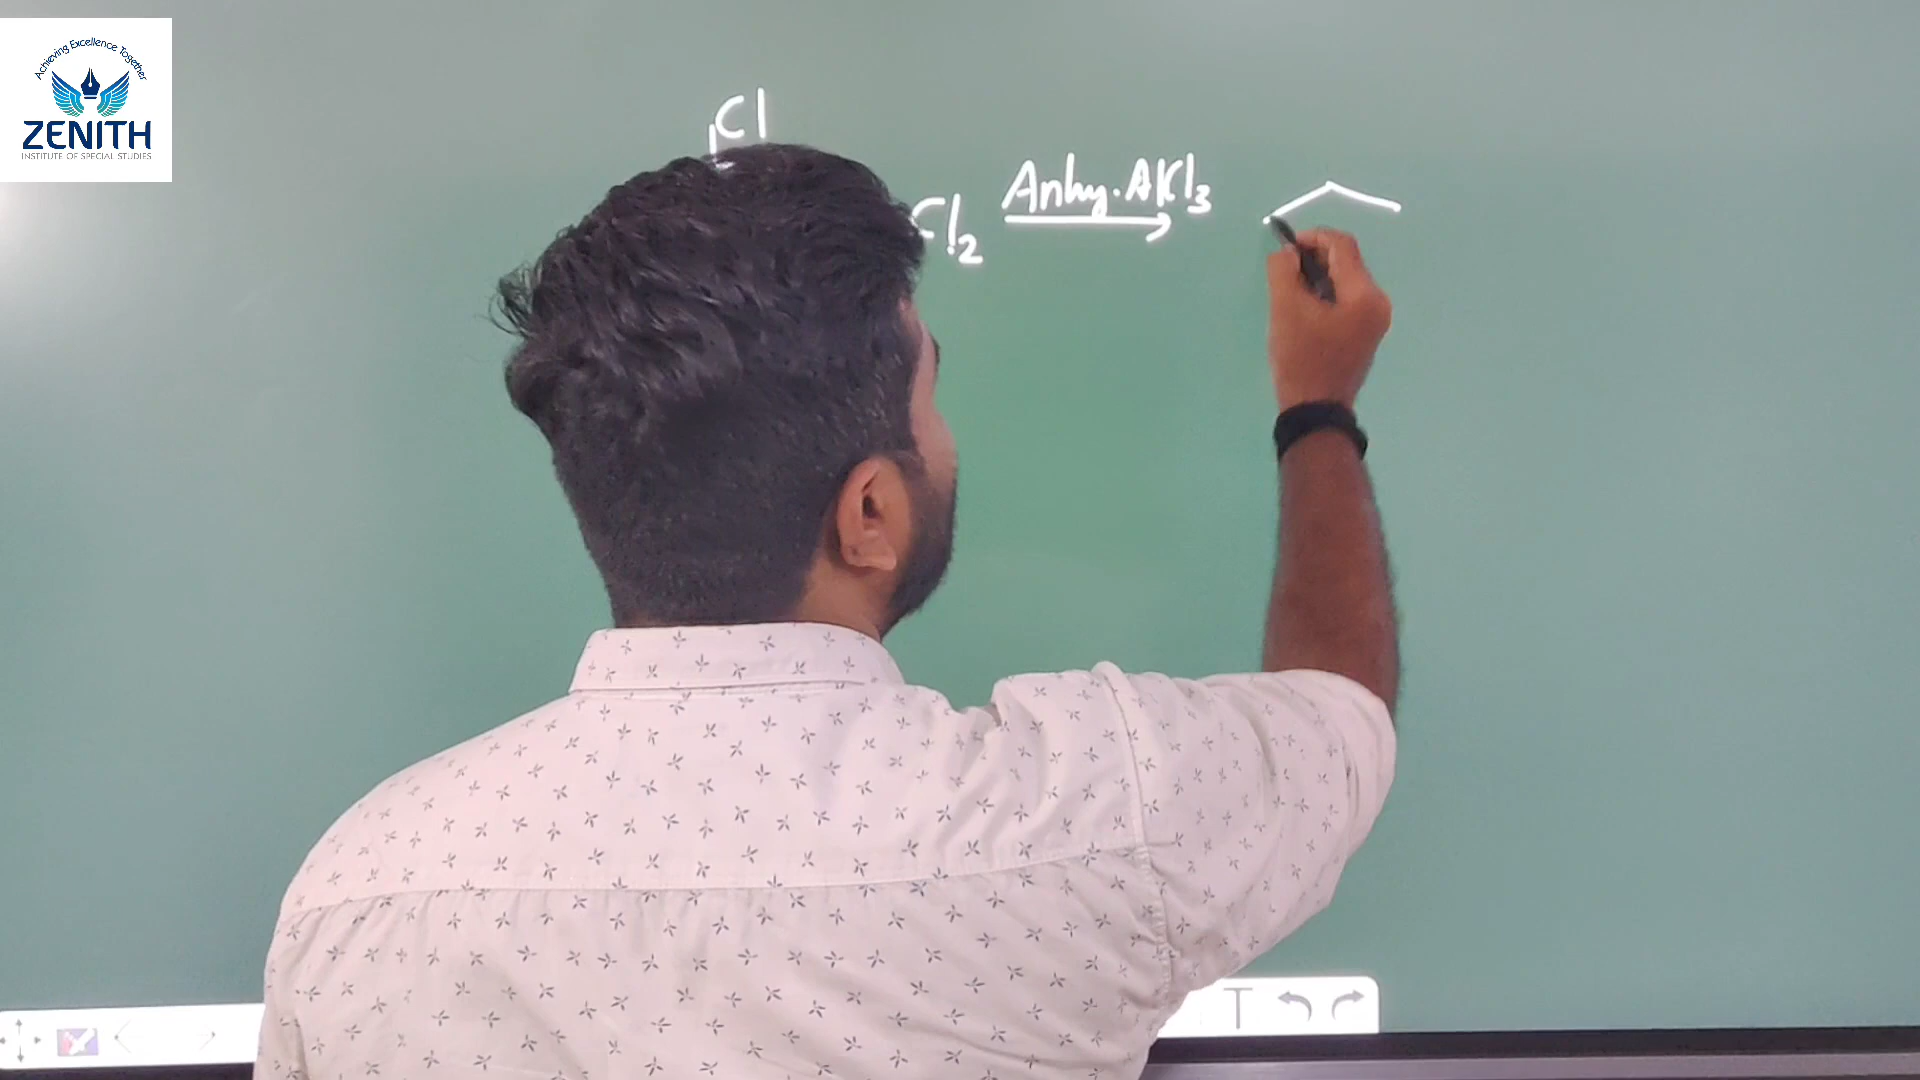 Achieving Excellence Together
ZENITH
INSTITUTE OF SPECIAL STUDIES
Cl
Cl2
Anhy. AlCl3
T